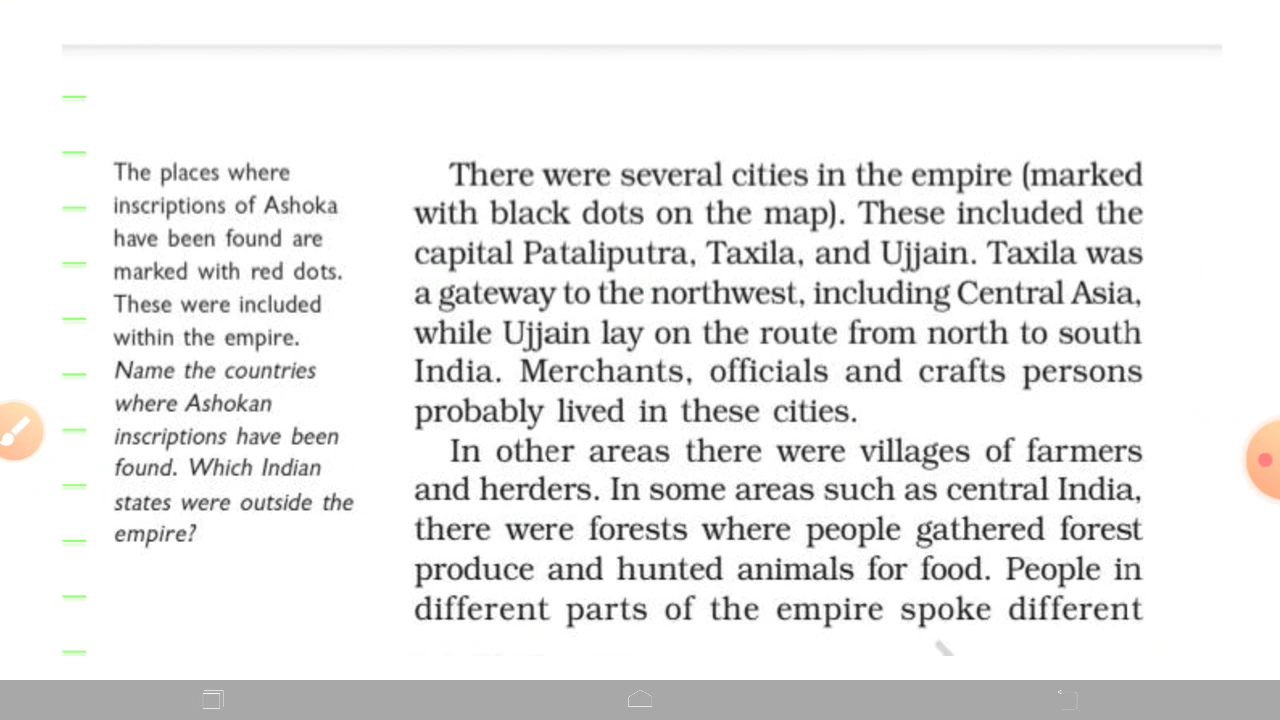 The places where
inscriptions of Ashoka
have been found are
marked with red dots.
These were included
within the empire.
Name the countries
where Ashokan
inscriptions have been
found. Which Indian
states were outside the
empire?
There were several cities in the empire (marked
with black dots on the map). These included the
capital Pataliputra, Taxila, and Ujjain. Taxila was
a gateway to the northwest, including Central Asia,
while Ujjain lay on the route from north to south
India. Merchants, officials and crafts persons
probably lived in these cities.
In other areas there were villages of farmers
and herders. In some areas such as central India,
there were forests where people gathered forest
produce and hunted animals for food. People in
different parts of the empire spoke different